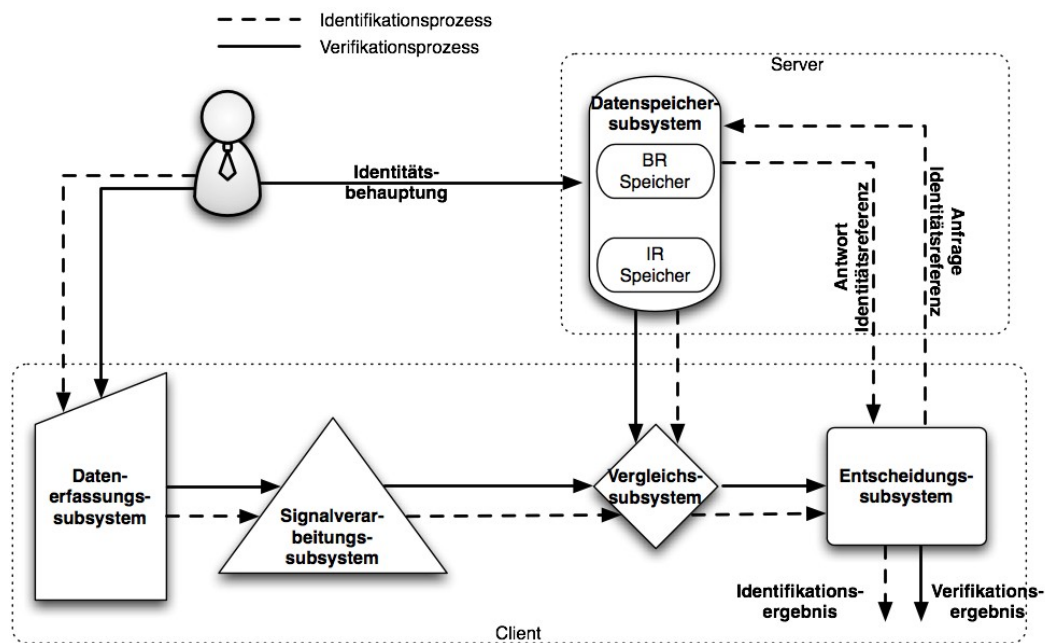 Identifikationsprozess
Verifikationsprozess
Server
Datenspeicher-
subsystem
BR
Speicher
IR
Speicher
Identitäts-
behauptung
Antwort
Identitätsreferenz
Anfrage
Identitätsreferenz
Daten-
erfassungs-
subsystem
Signalverar-
beitungs-
subsystem
Vergleichs-
subsystem
Entscheidungs-
subsystem
Identifikations-
ergebnis
Verifikations-
ergebnis
Client